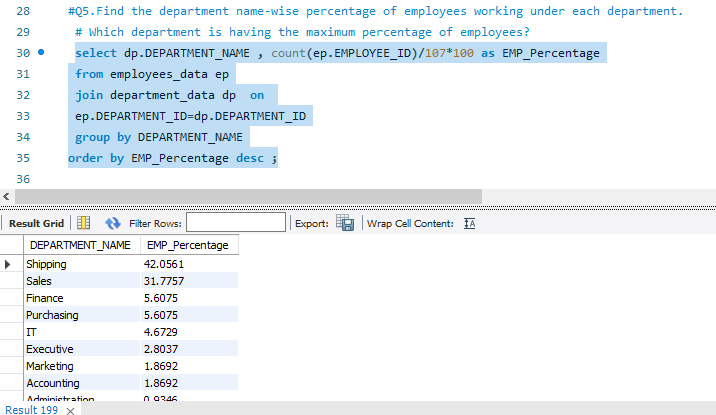 28 #Q5.Find the department name-wise percentage of employees working under each department.
29 # Which department is having the maximum percentage of employees?
30 select dp.DEPARTMENT_NAME , count(ep.EMPLOYEE_ID)/107*100 as EMP_Percentage
31 from employees_data ep
32 join department_data dp on
33 ep.DEPARTMENT_ID=dp.DEPARTMENT_ID
34 group by DEPARTMENT_NAME
35 order by EMP_Percentage desc ;
36
Result Grid Filter Rows: Export: Wrap Cell Content: IA
DEPARTMENT_NAME EMP_Percentage
Shipping 42.0561
Sales 31.7757
Finance 5.6075
Purchasing 5.6075
IT 4.6729
Executive 2.8037
Marketing 1.8692
Accounting 1.8692
Administration 0.9346
Result 199 ×